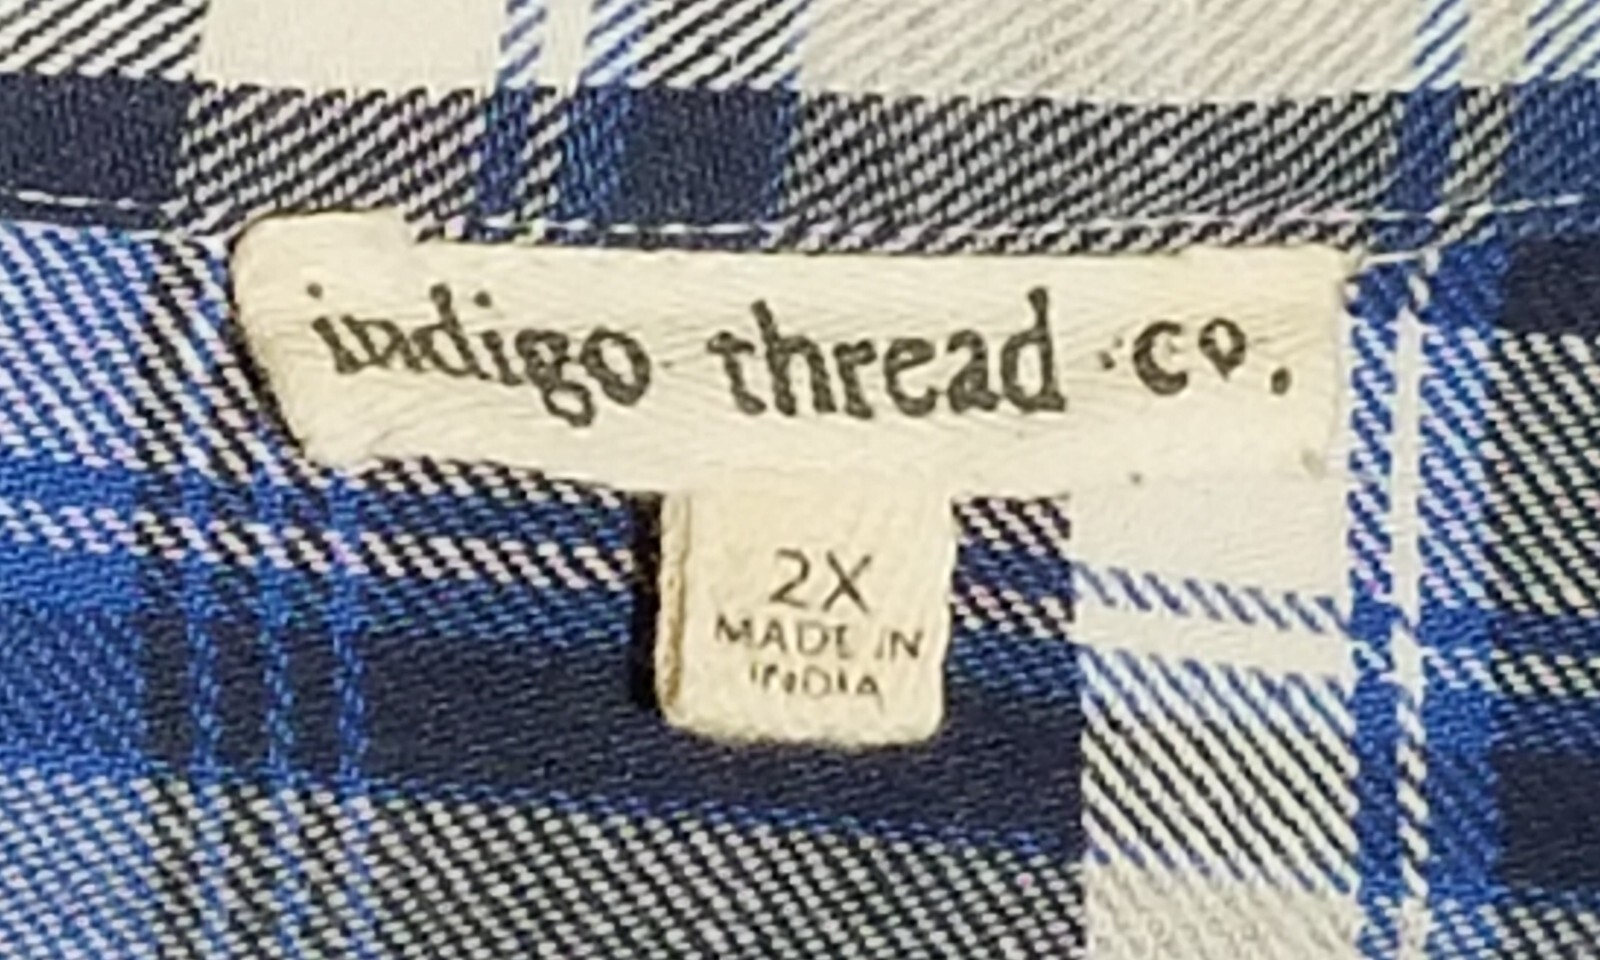 indigo thread co.
2X
MADE IN
INDIA